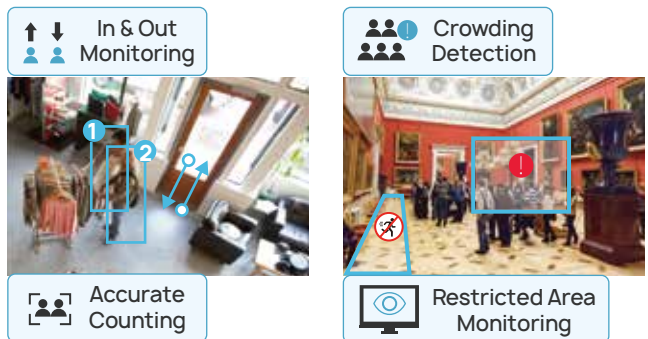 In & Out
Monitoring
Crowding
Detection
1
2
Accurate
Counting
Restricted Area
Monitoring